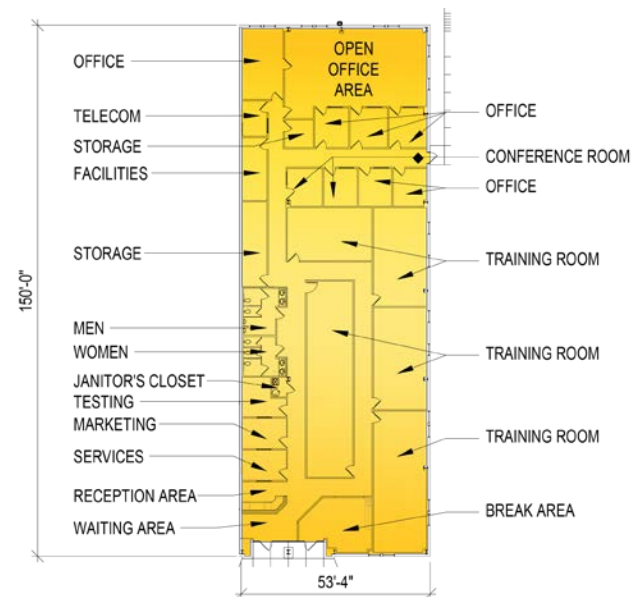 OPEN
OFFICE
AREA
OFFICE
TELECOM
STORAGE
FACILITIES
STORAGE
MEN
WOMEN
JANITOR'S CLOSET
TESTING
MARKETING
SERVICES
RECEPTION AREA
WAITING AREA
OFFICE
CONFERENCE ROOM
OFFICE
TRAINING ROOM
TRAINING ROOM
TRAINING ROOM
BREAK AREA
150'-0"
53'-4"